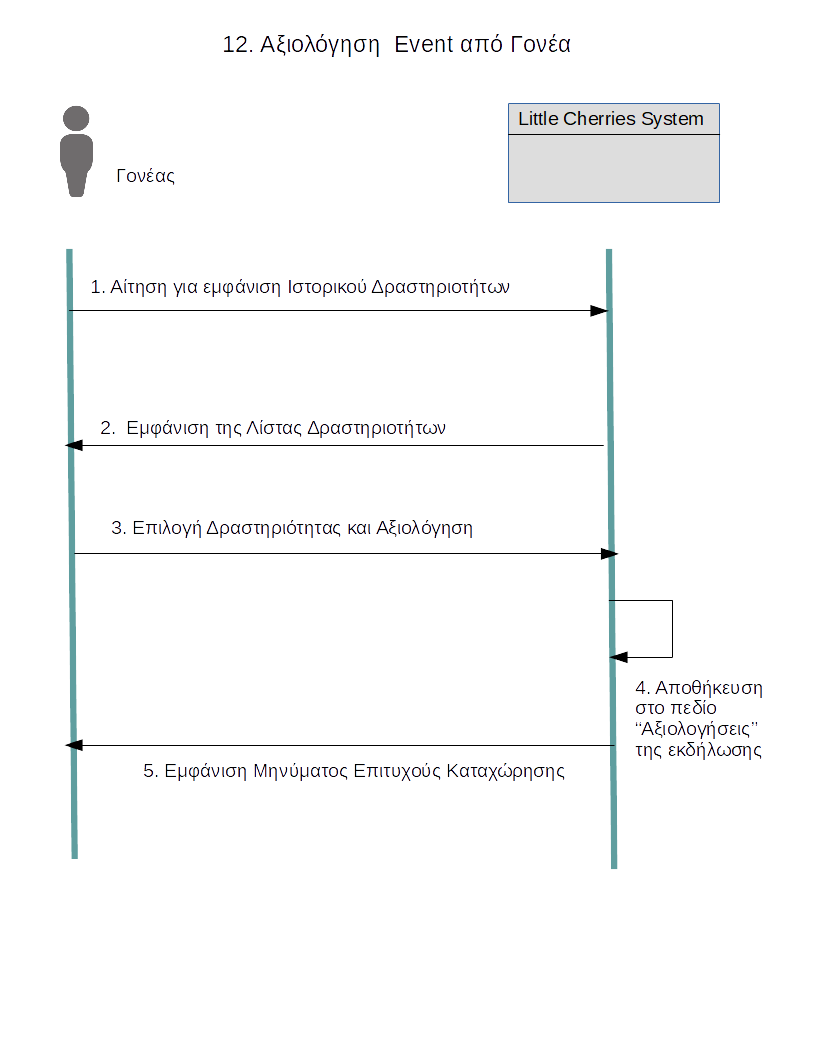 12. Αξιολόγηση  Event από Γονέα
Little Cherries System
Γονέας
1. Αίτηση για εμφάνιση Ιστορικού Δραστηριοτήτων
2.  Εμφάνιση της Λίστας Δραστηριοτήτων
3. Επιλογή Δραστηριότητας και Αξιολόγηση
4. Αποθήκευση
στο πεδίο
“Αξιολογήσεις”
της εκδήλωσης
5. Εμφάνιση Μηνύματος Επιτυχούς Καταχώρησης